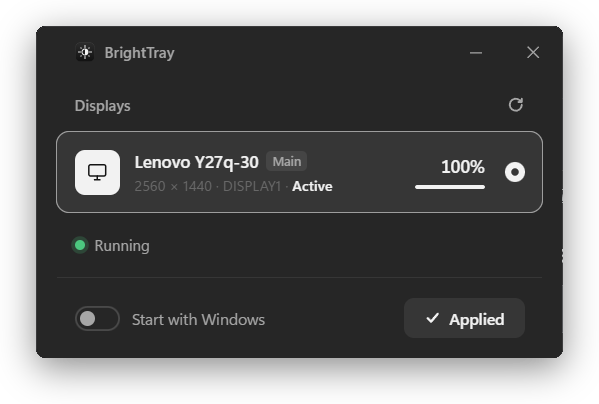 BrightTray
Displays
Lenovo Y27q-30 Main
2560 × 1440 · DISPLAY1 · Active
100%
Running
Start with Windows
Applied